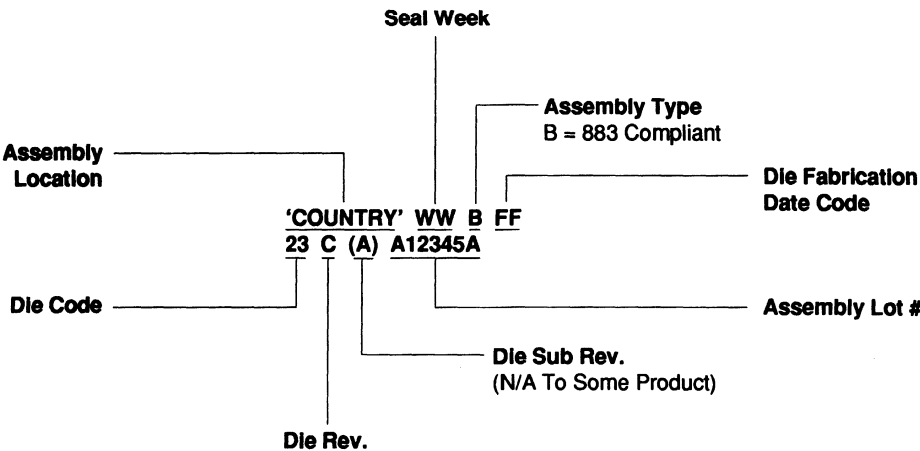 Seal Week
Assembly Type
B = 883 Compliant
Assembly
Location
Die Fabrication
Date Code
'COUNTRY' WW B FF
23 C (A) A12345A
Die Code
Assembly Lot #
Die Sub Rev.
(N/A To Some Product)
Die Rev.